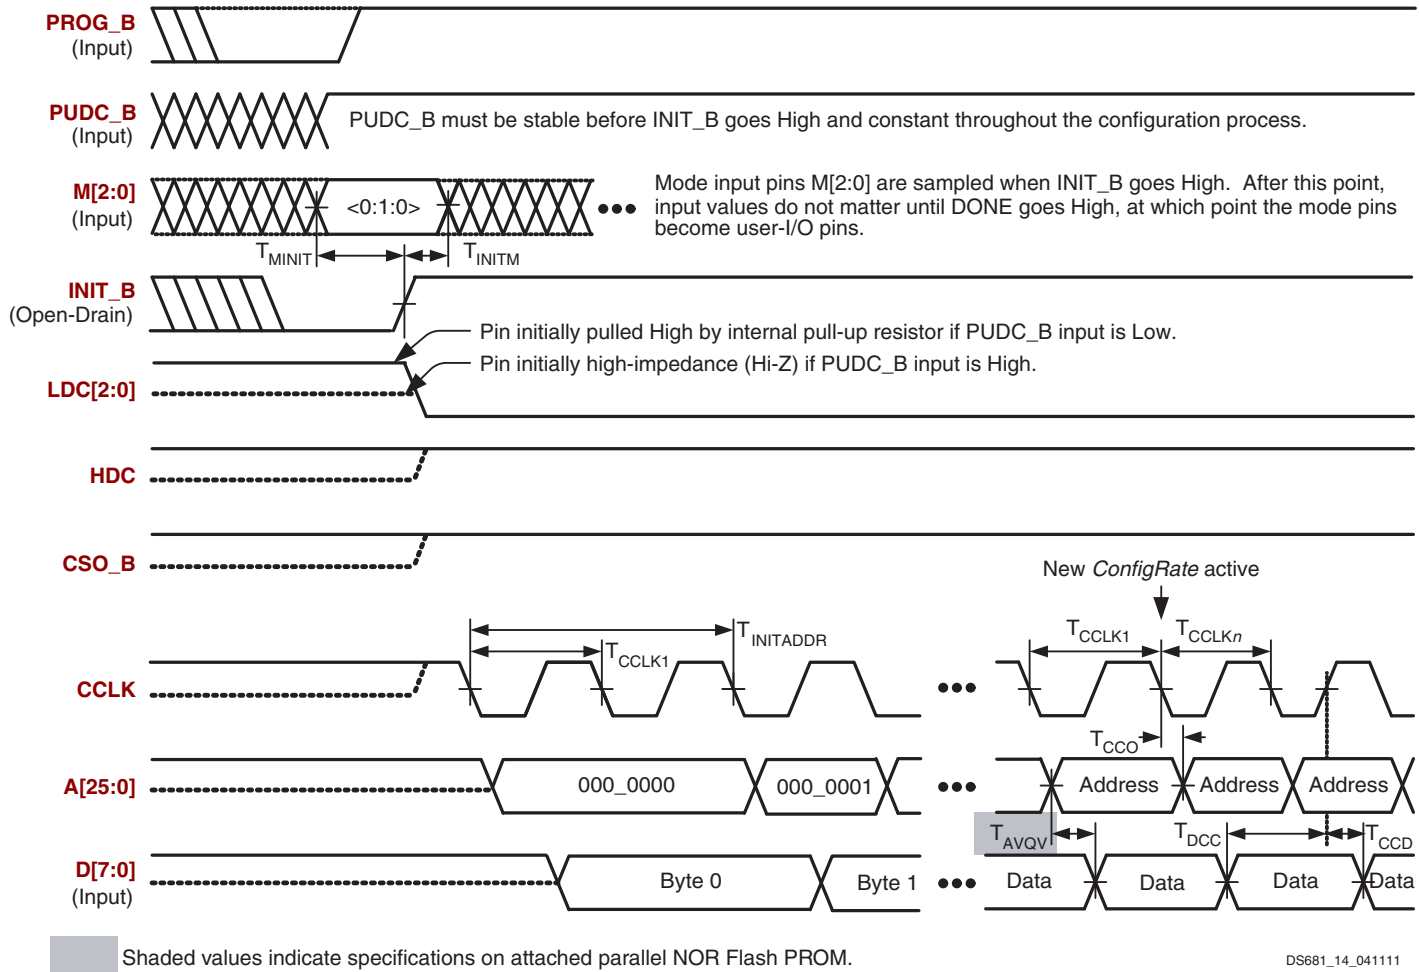 PROG_B
(Input)
PUDC_B
(Input)
PUDC_B must be stable before INIT_B goes High and constant throughout the configuration process.
M[2:0]
(Input)
<0:1:0>
Mode input pins M[2:0] are sampled when INIT_B goes High. After this point,
input values do not matter until DONE goes High, at which point the mode pins
become user-I/O pins.
TMINIT
TINITM
INIT_B
(Open-Drain)
Pin initially pulled High by internal pull-up resistor if PUDC_B input is Low.
Pin initially high-impedance (Hi-Z) if PUDC_B input is High.
LDC[2:0]
HDC
CSO_B
New ConfigRate active
TINITADDR
TCCLK1
TCCLK1
TCCLKn
CCLK
TCCO
A[25:0]
000_0000
000_0001
Address
Address
Address
TAVQV
TDCC
TCCD
D[7:0]
(Input)
Byte 0
Byte 1
Data
Data
Data
Data
Shaded values indicate specifications on attached parallel NOR Flash PROM.
DS681_14_041111